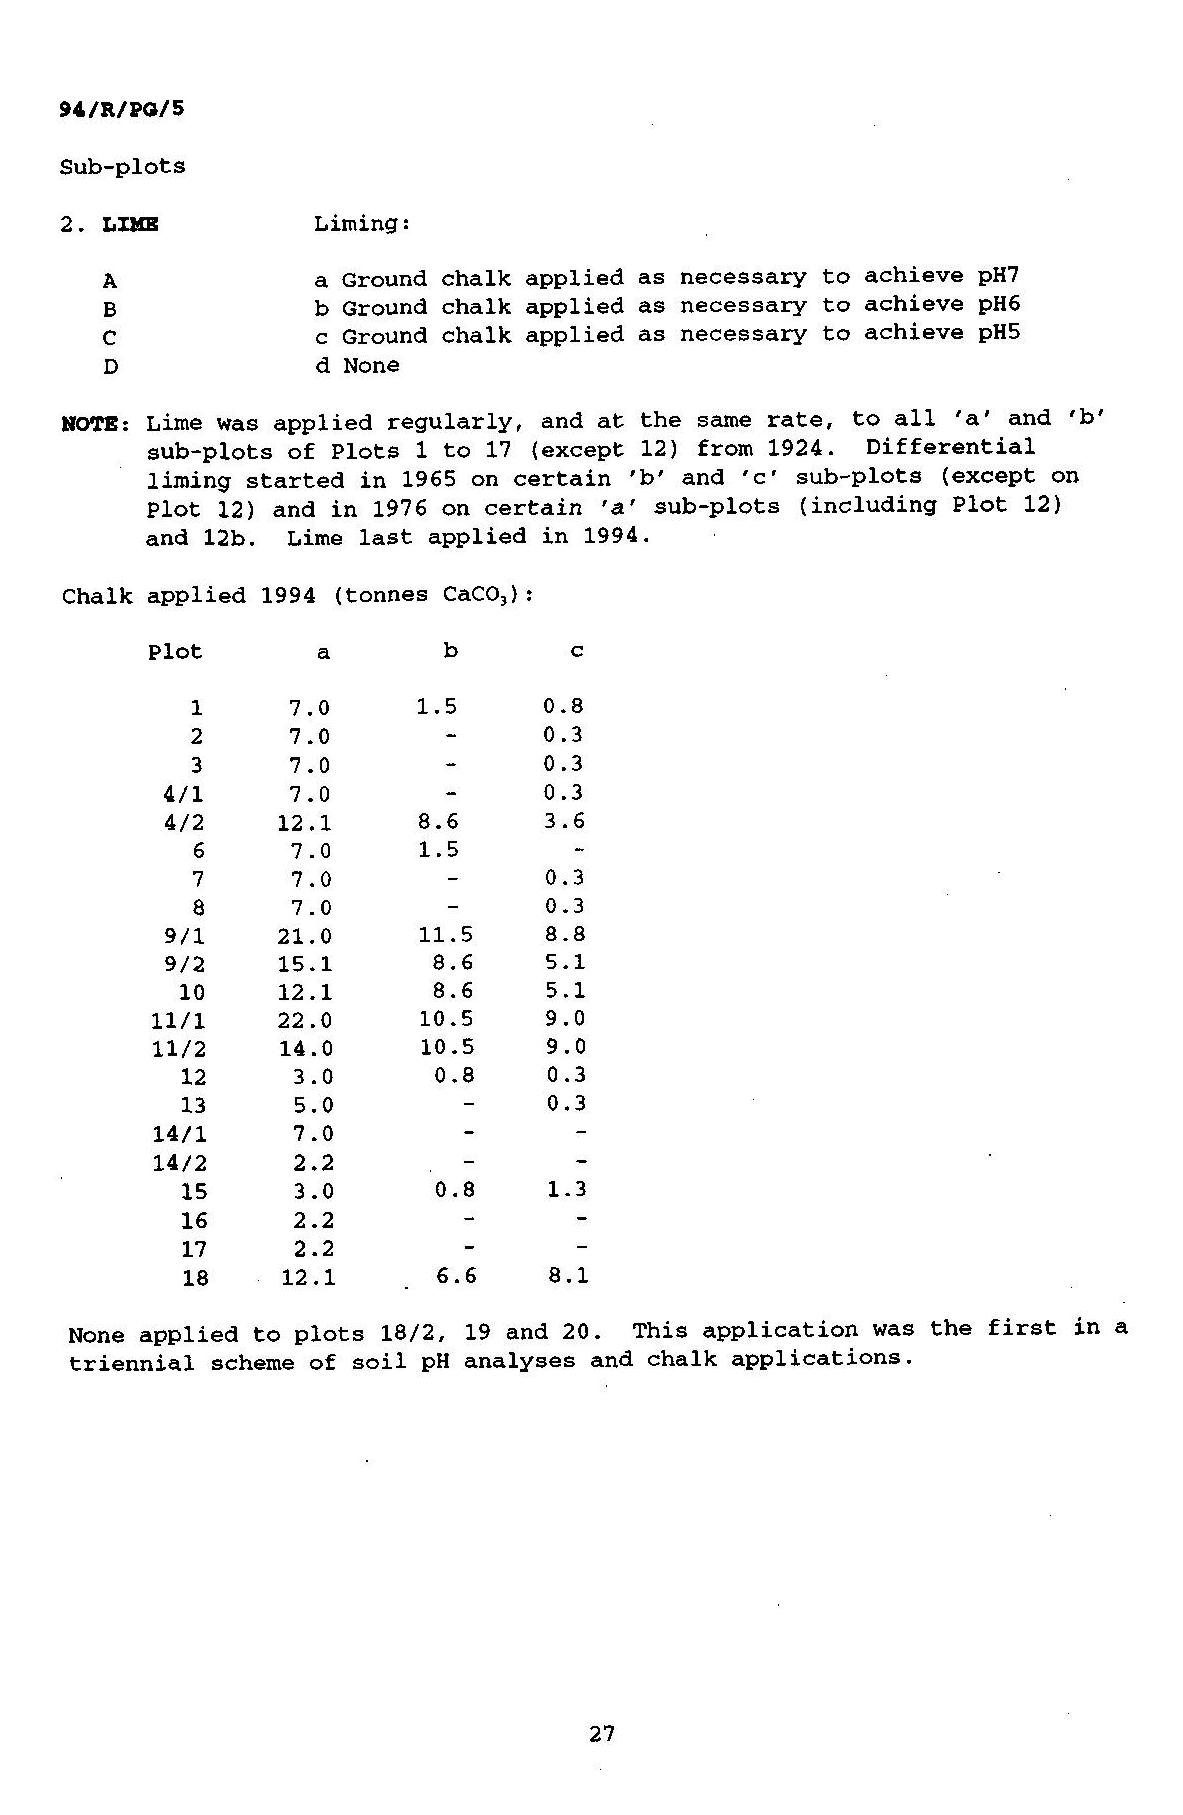 94/R/PG/5
Sub-plots
2. LIME Liming:
A a Ground chalk applied as necessary to achieve pH7
B b Ground chalk applied as necessary to achieve pH6
C c Ground chalk applied as necessary to achieve pH5
D d None
NOTE: Lime was applied regularly, and at the same rate, to all 'a' and 'b'
sub-plots of Plots 1 to 17 (except 12) from 1924. Differential
liming started in 1965 on certain 'b' and 'c' sub-plots (except on
Plot 12) and in 1976 on certain 'a' sub-plots (including Plot 12)
and 12b. Lime last applied in 1994.
Chalk applied 1994 (tonnes CaCO₃):
Plot a b c
1 7.0 1.5 0.8
2 7.0 - 0.3
3 7.0 - 0.3
4/1 7.0 - 0.3
4/2 12.1 8.6 3.6
6 7.0 1.5 -
7 7.0 - 0.3
8 7.0 - 0.3
9/1 21.0 11.5 8.8
9/2 15.1 8.6 5.1
10 12.1 8.6 5.1
11/1 22.0 10.5 9.0
11/2 14.0 10.5 9.0
12 3.0 0.8 0.3
13 5.0 - 0.3
14/1 7.0 - -
14/2 2.2 - -
15 3.0 0.8 1.3
16 2.2 - -
17 2.2 - -
18 12.1 6.6 8.1
None applied to plots 18/2, 19 and 20. This application was the first in a
triennial scheme of soil pH analyses and chalk applications.
27